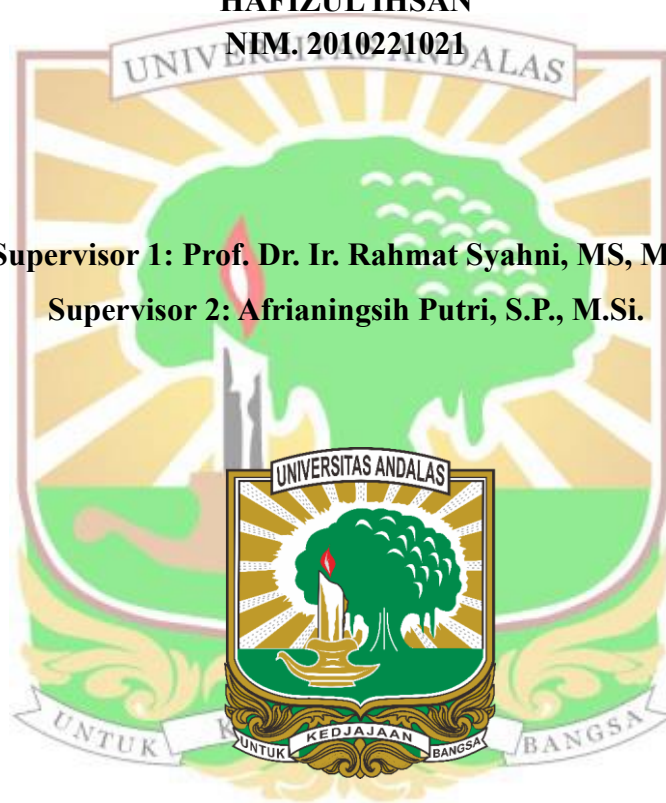 HAFIZUL IHSAN
NIM. 2010221021
UNIVERSITAS ANDALAS
Supervisor 1: Prof. Dr. Ir. Rahmat Syahni, MS, M
Supervisor 2: Afrianingsih Putri, S.P., M.Si.
UNIVERSITAS ANDALAS
UNTUK KEDJAJAAN BANGSA
UNTUK K BANGSA